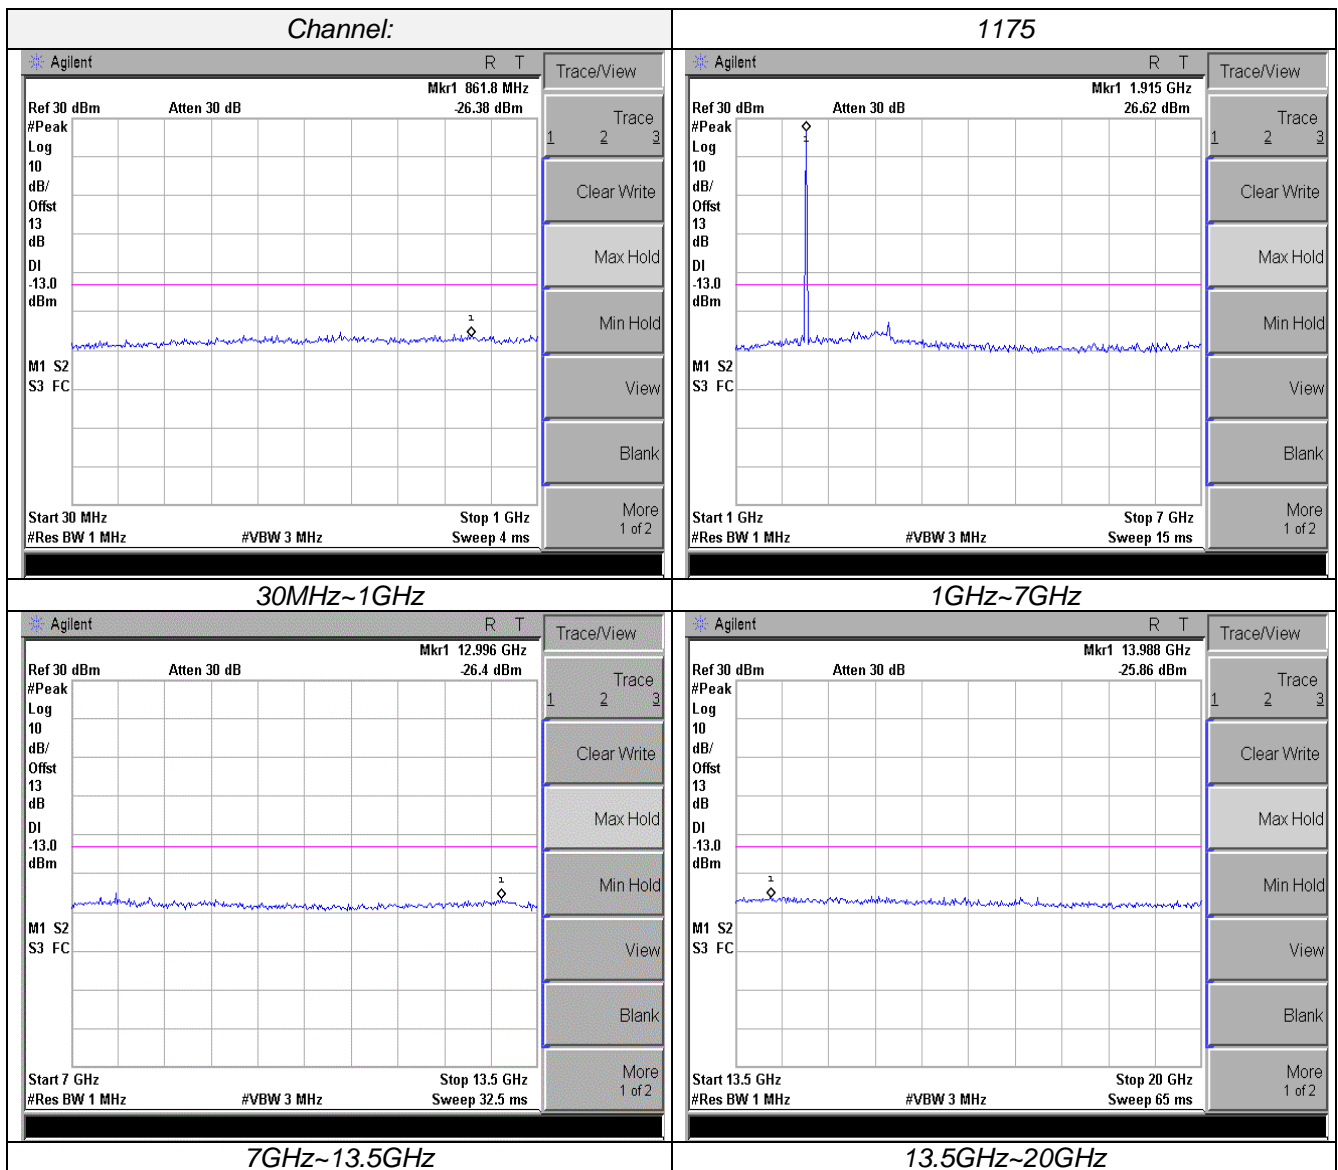 Channel:
1175
Agilent
R T
Trace/View
Mkr1 861.8 MHz
Ref 30 dBm
Atten 30 dB
-26.38 dBm
#Peak
Log
10
dB/
Offst
13
dB
DI
-13.0
dBm
M1 S2
S3 FC
1
Start 30 MHz
Stop 1 GHz
#Res BW 1 MHz
#VBW 3 MHz
Sweep 4 ms
Trace
1 2 3
Clear Write
Max Hold
Min Hold
View
Blank
More
1 of 2
Agilent
R T
Trace/View
Mkr1 1.915 GHz
Ref 30 dBm
Atten 30 dB
26.62 dBm
#Peak
Log
10
dB/
Offst
13
dB
DI
-13.0
dBm
M1 S2
S3 FC
1
Start 1 GHz
Stop 7 GHz
#Res BW 1 MHz
#VBW 3 MHz
Sweep 15 ms
Trace
1 2 3
Clear Write
Max Hold
Min Hold
View
Blank
More
1 of 2
30MHz~1GHz
1GHz~7GHz
Agilent
R T
Trace/View
Mkr1 12.996 GHz
Ref 30 dBm
Atten 30 dB
-26.4 dBm
#Peak
Log
10
dB/
Offst
13
dB
DI
-13.0
dBm
M1 S2
S3 FC
1
Start 7 GHz
Stop 13.5 GHz
#Res BW 1 MHz
#VBW 3 MHz
Sweep 32.5 ms
Trace
1 2 3
Clear Write
Max Hold
Min Hold
View
Blank
More
1 of 2
Agilent
R T
Trace/View
Mkr1 13.988 GHz
Ref 30 dBm
Atten 30 dB
-25.86 dBm
#Peak
Log
10
dB/
Offst
13
dB
DI
-13.0
dBm
M1 S2
S3 FC
1
Start 13.5 GHz
Stop 20 GHz
#Res BW 1 MHz
#VBW 3 MHz
Sweep 65 ms
Trace
1 2 3
Clear Write
Max Hold
Min Hold
View
Blank
More
1 of 2
7GHz~13.5GHz
13.5GHz~20GHz